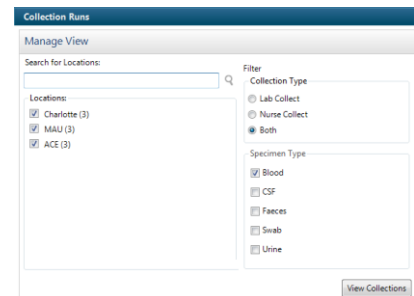 Collection Runs
Manage View
Search for Locations:
Locations:
Charlotte (3)
MAU (3)
ACE (3)
Filter
Collection Type
Lab Collect
Nurse Collect
Both
Specimen Type
Blood
CSF
Faeces
Swab
Urine
View Collections